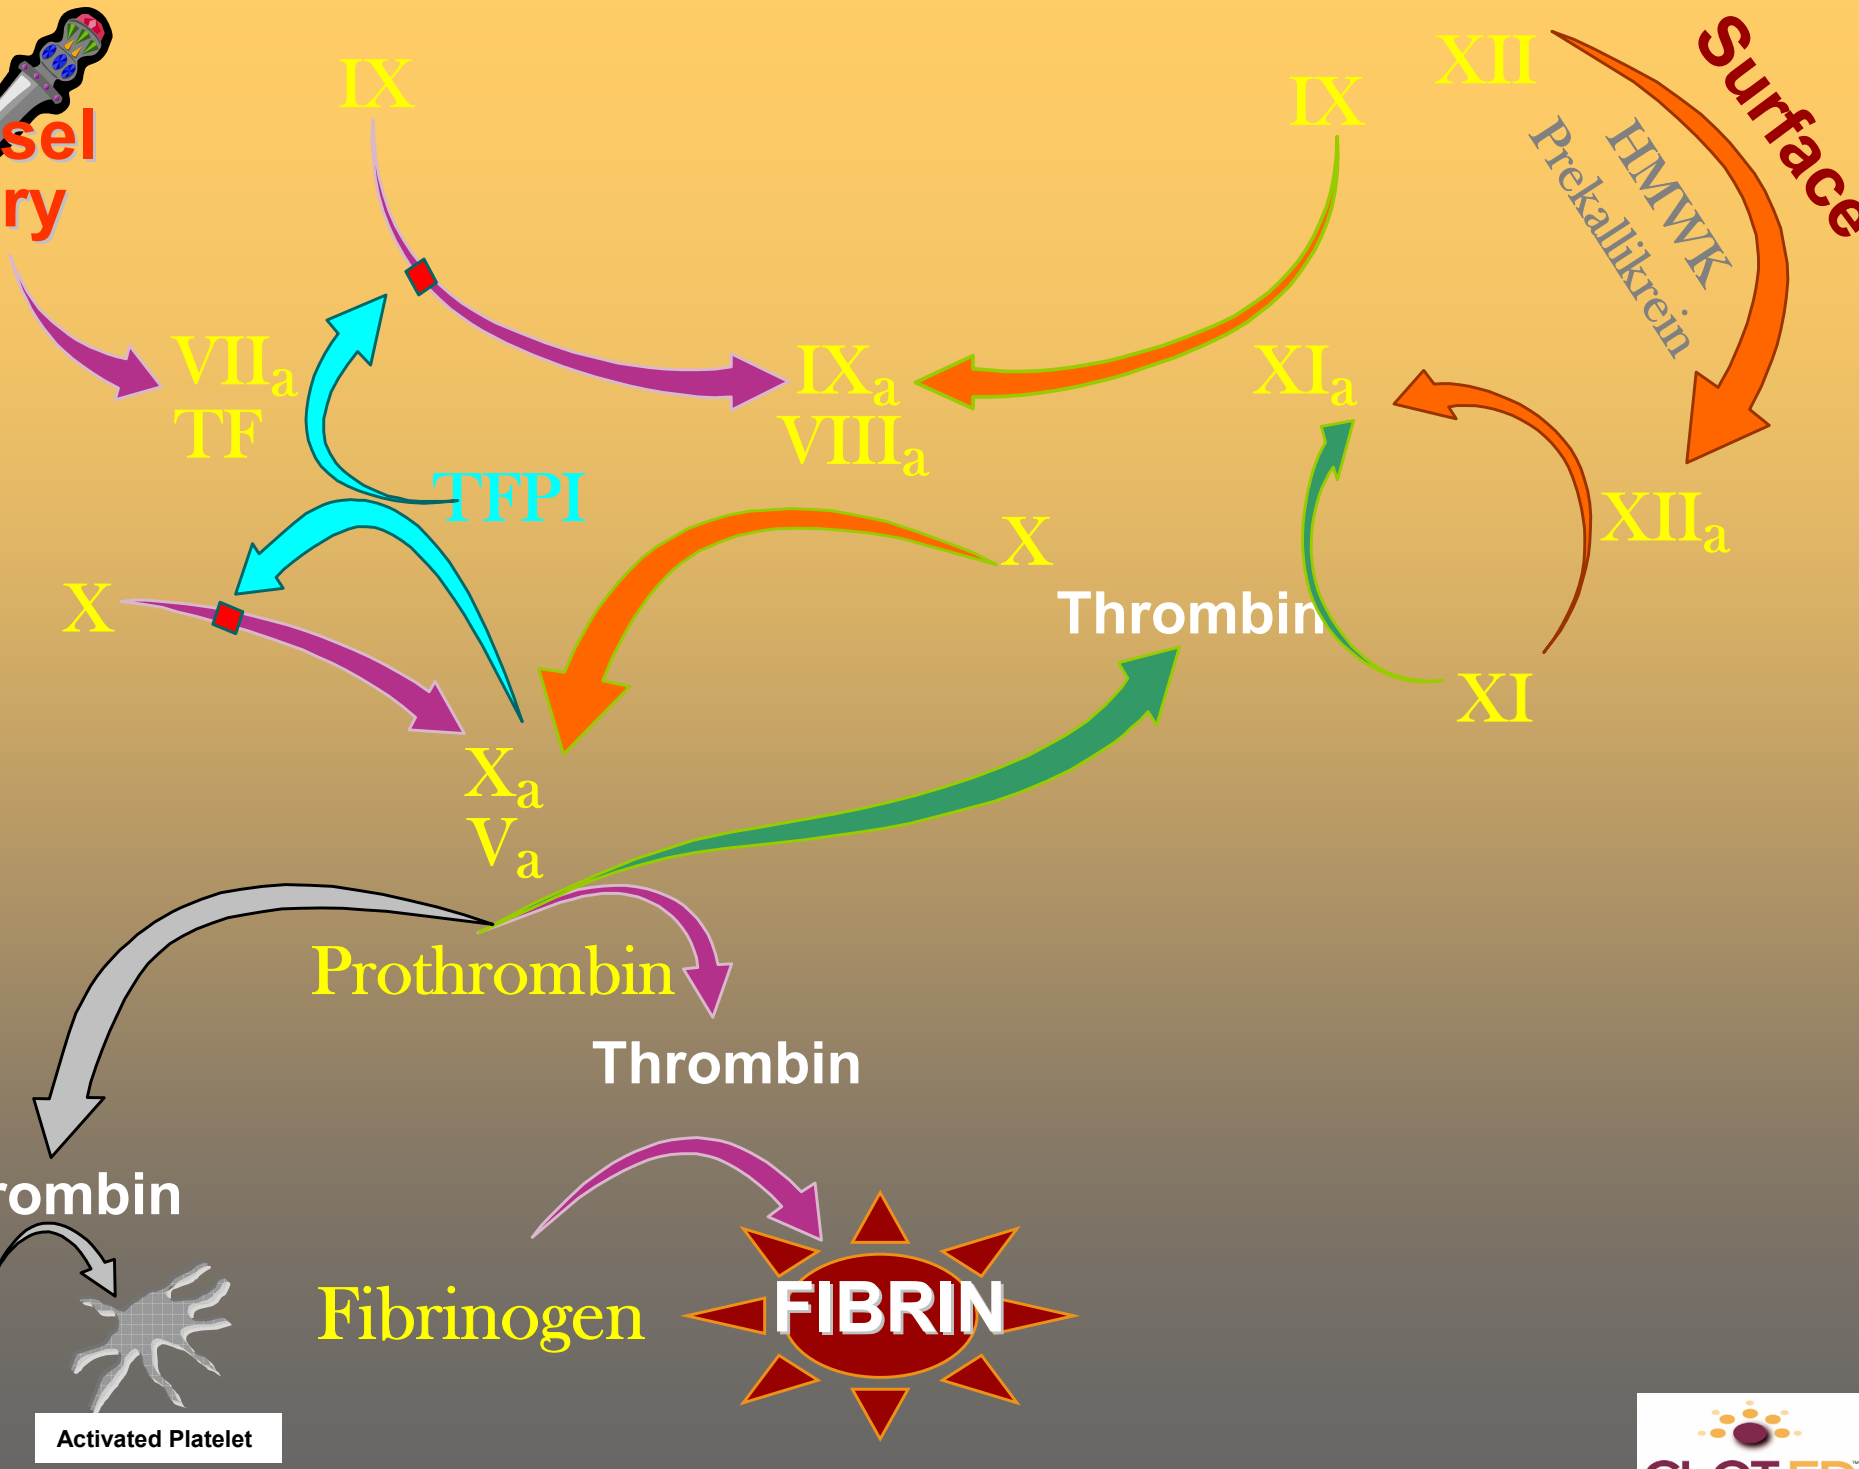 sel
ry
IX
IX
XII
Surface
HMWK
Prekallikrein
VIIa
TF
IXa
VIIIa
XIa
TFPI
X
XIIa
X
Thrombin
XI
Xa
Va
Prothrombin
Thrombin
rombin
Fibrinogen
FIBRIN
Activated Platelet